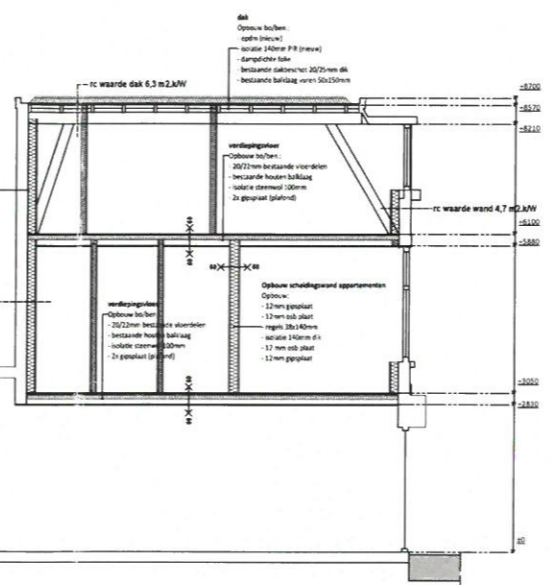 dak
Opbouw bo/ben :
- epdm (nieuw)
- isolatie 140mm PIR (nieuw)
- dampdichte folie
- bestaande dakbeschot 20/25mm dik
- bestaande balklaag vuren 50x150mm
rc waarde dak 6,3 m2,k/W
+8700
+8570
+8210
verdiepingsvloer
Opbouw bo/ben :
- 20/22mm bestaande vloerdelen
- bestaande houten balklaag
- isolatie steenwol 100mm
- 2x gipsplaat (plafond)
rc waarde wand 4,7 m2,k/W
+6100
+5880
Opbouw scheidingswand appartementen
Opbouw:
- 12mm gipsplaat
- 12mm osb plaat
- regels 38x140mm
- isolatie 140mm dik
- 12 mm osb plaat
- 12mm gipsplaat
verdiepingsvloer
Opbouw bo/ben :
- 20/22mm bestaande vloerdelen
- bestaande houten balklaag
- isolatie steenwol 100mm
- 2x gipsplaat (plafond)
+3050
+2830